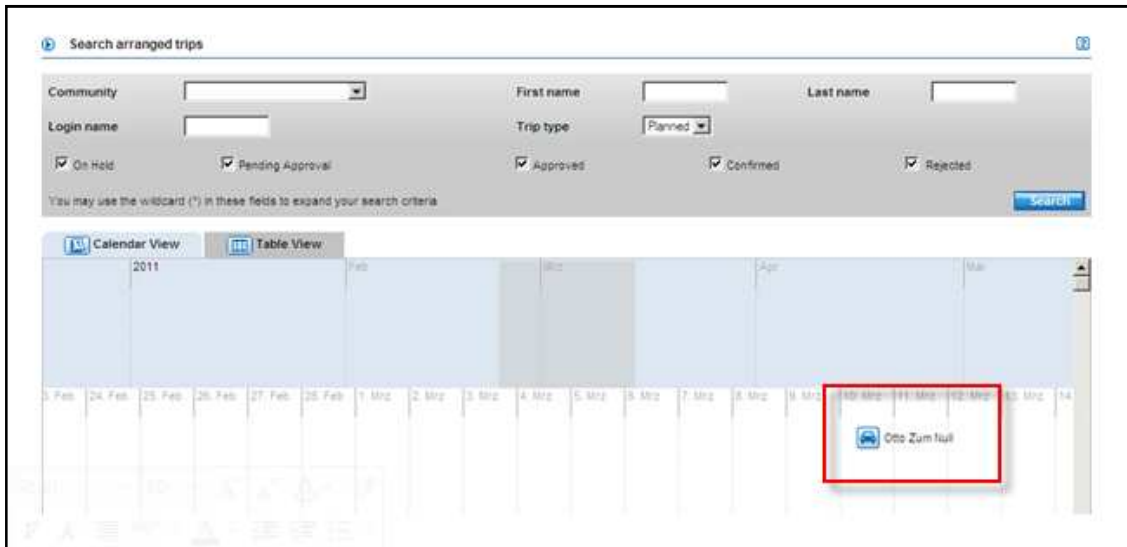 Search arranged trips
Community First name Last name
Login name Trip type Planned
On Hold Pending Approval Approved Confirmed Rejected
You may use the wildcard (*) in these fields to expand your search criteria Search
Calendar View Table View
2011 Feb Mrz Apr Mai
3. Feb 24. Feb 25. Feb 26. Feb 27. Feb 28. Feb 1. Mrz 2. Mrz 3. Mrz 4. Mrz 5. Mrz 6. Mrz 7. Mrz 8. Mrz 9. Mrz 10. Mrz 11. Mrz 12. Mrz 13. Mrz 14
Otto Zum Null